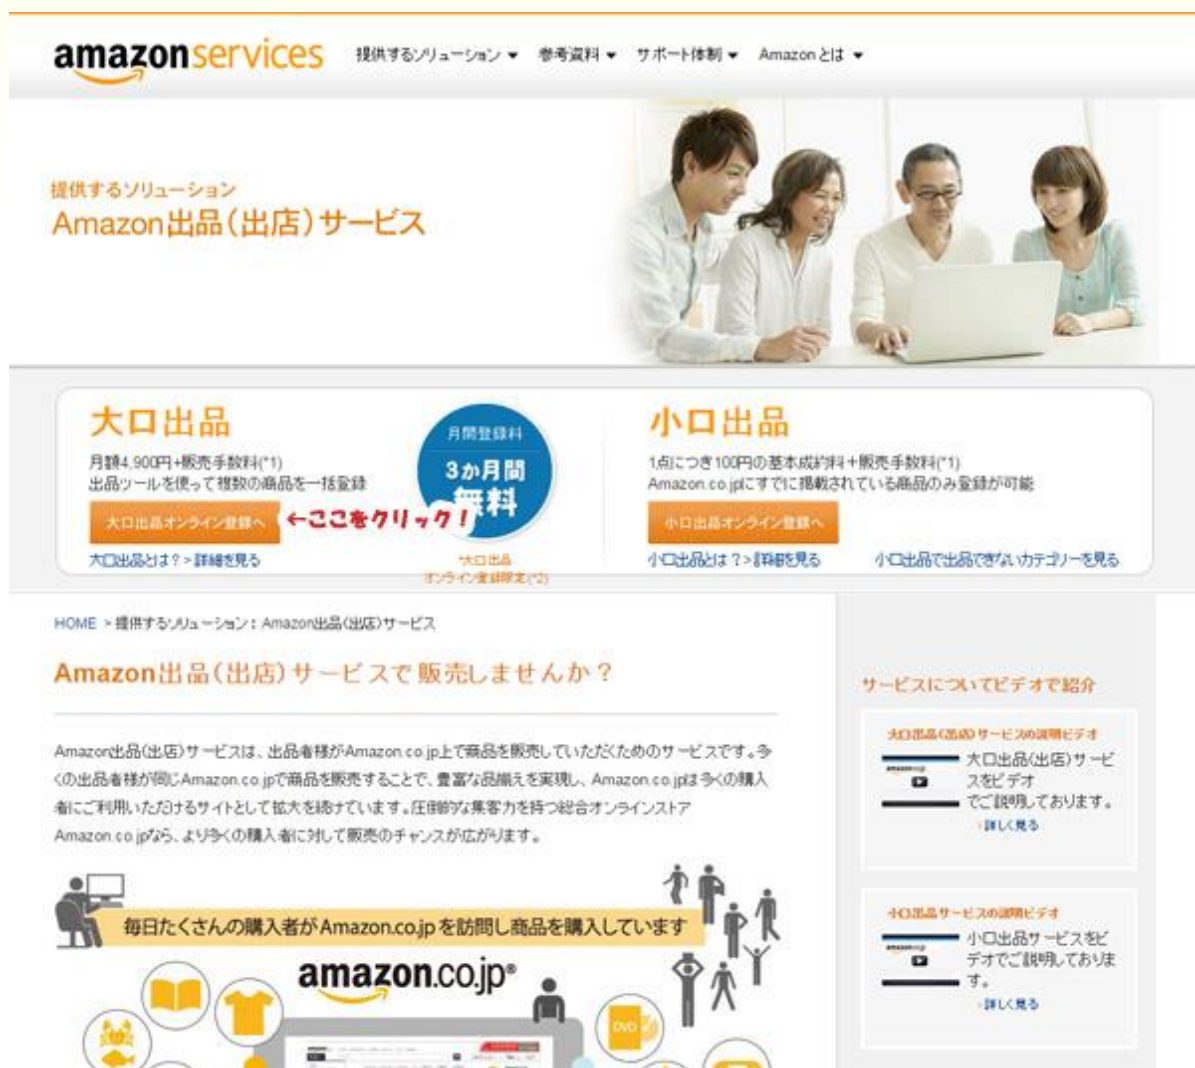 amazonservices
提供するソリューション ▼ 参考資料 ▼ サポート体制 ▼ Amazonとは ▼
提供するソリューション
Amazon出品(出店)サービス
大口出品
月額4,900円+販売手数料(*1)
出品ツールを使って複数の商品を一括登録
大口出品オンライン登録へ
←ここをクリック!
大口出品とは?>詳細を見る
月間登録料
3か月間
無料
*大口出品
オンライン登録限定(*2)
小口出品
1点につき100円の基本成約料+販売手数料(*1)
Amazon.co.jpにすでに掲載されている商品のみ登録が可能
小口出品オンライン登録へ
小口出品とは?>詳細を見る 小口出品で出品できないカテゴリーを見る
HOME > 提供するソリューション: Amazon出品(出店)サービス
Amazon出品(出店)サービスで販売しませんか?
Amazon出品(出店)サービスは、出品者様がAmazon.co.jp上で商品を販売していただくためのサービスです。多
くの出品者様が同じAmazon.co.jpで商品を販売することで、豊富な品揃えを実現し、Amazon.co.jpは多くの購入
者にご利用いただけるサイトとして拡大を続けています。圧倒的な集客力を持つ総合オンラインストア
Amazon.co.jpなら、より多くの購入者に対して販売のチャンスが広がります。
毎日たくさんの購入者がAmazon.co.jpを訪問し商品を購入しています
amazon.co.jp®
DVD
サービスについてビデオで紹介
大口出品(出店)サービスの説明ビデオ
大口出品(出店)サービ
スをビデオ
でご説明しております。
›詳しく見る
小口出品サービスの説明ビデオ
小口出品サービスをビ
デオでご説明しておりま
す。
›詳しく見る